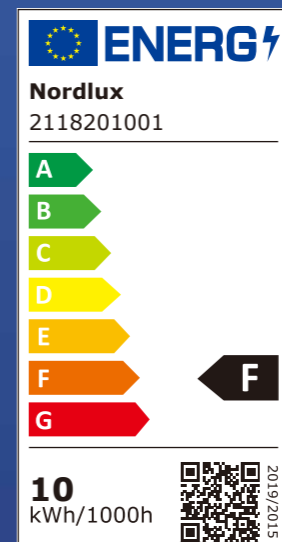 ENERG
Nordlux
2118201001
A
B
C
D
E
F
F
G
10
kWh/1000h
2019/2015